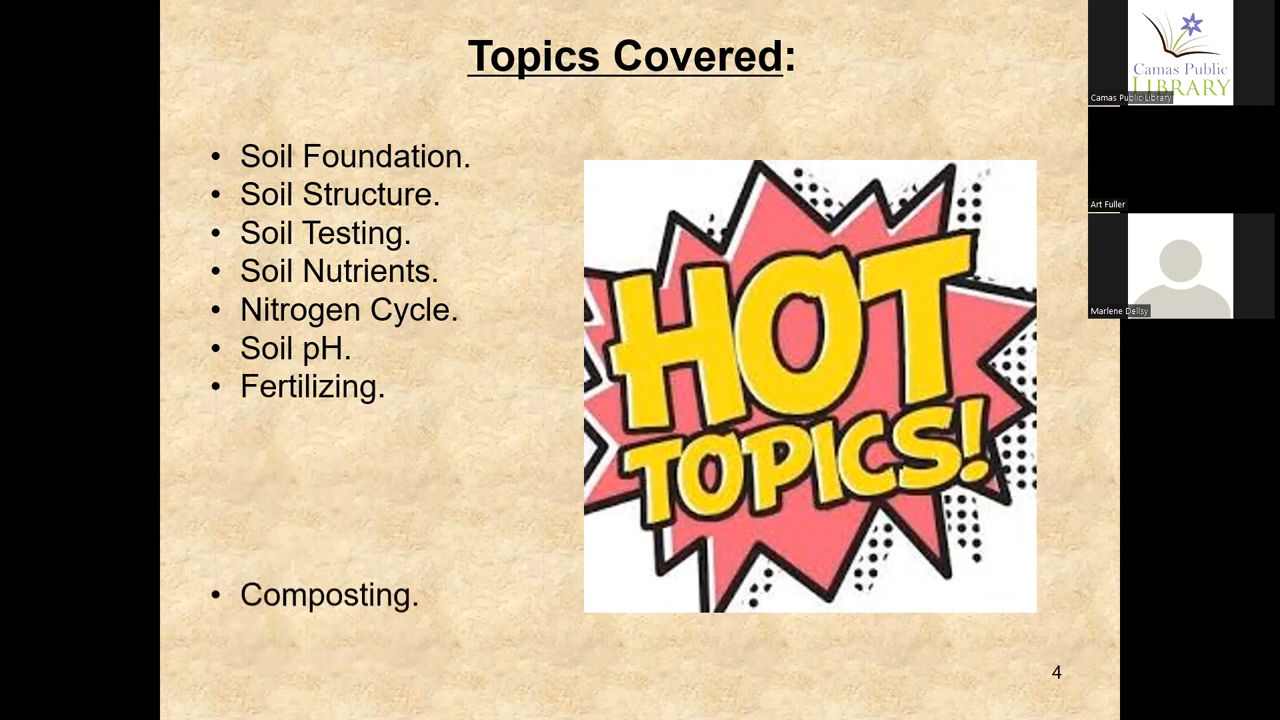 Topics Covered:
• Soil Foundation.
• Soil Structure.
• Soil Testing.
• Soil Nutrients.
• Nitrogen Cycle.
• Soil pH.
• Fertilizing.
• Composting.
HOT
TOPICS!
4
Camas Public
LIBRARY
Camas Public Library
Art Fuller
Marlene Dellsy